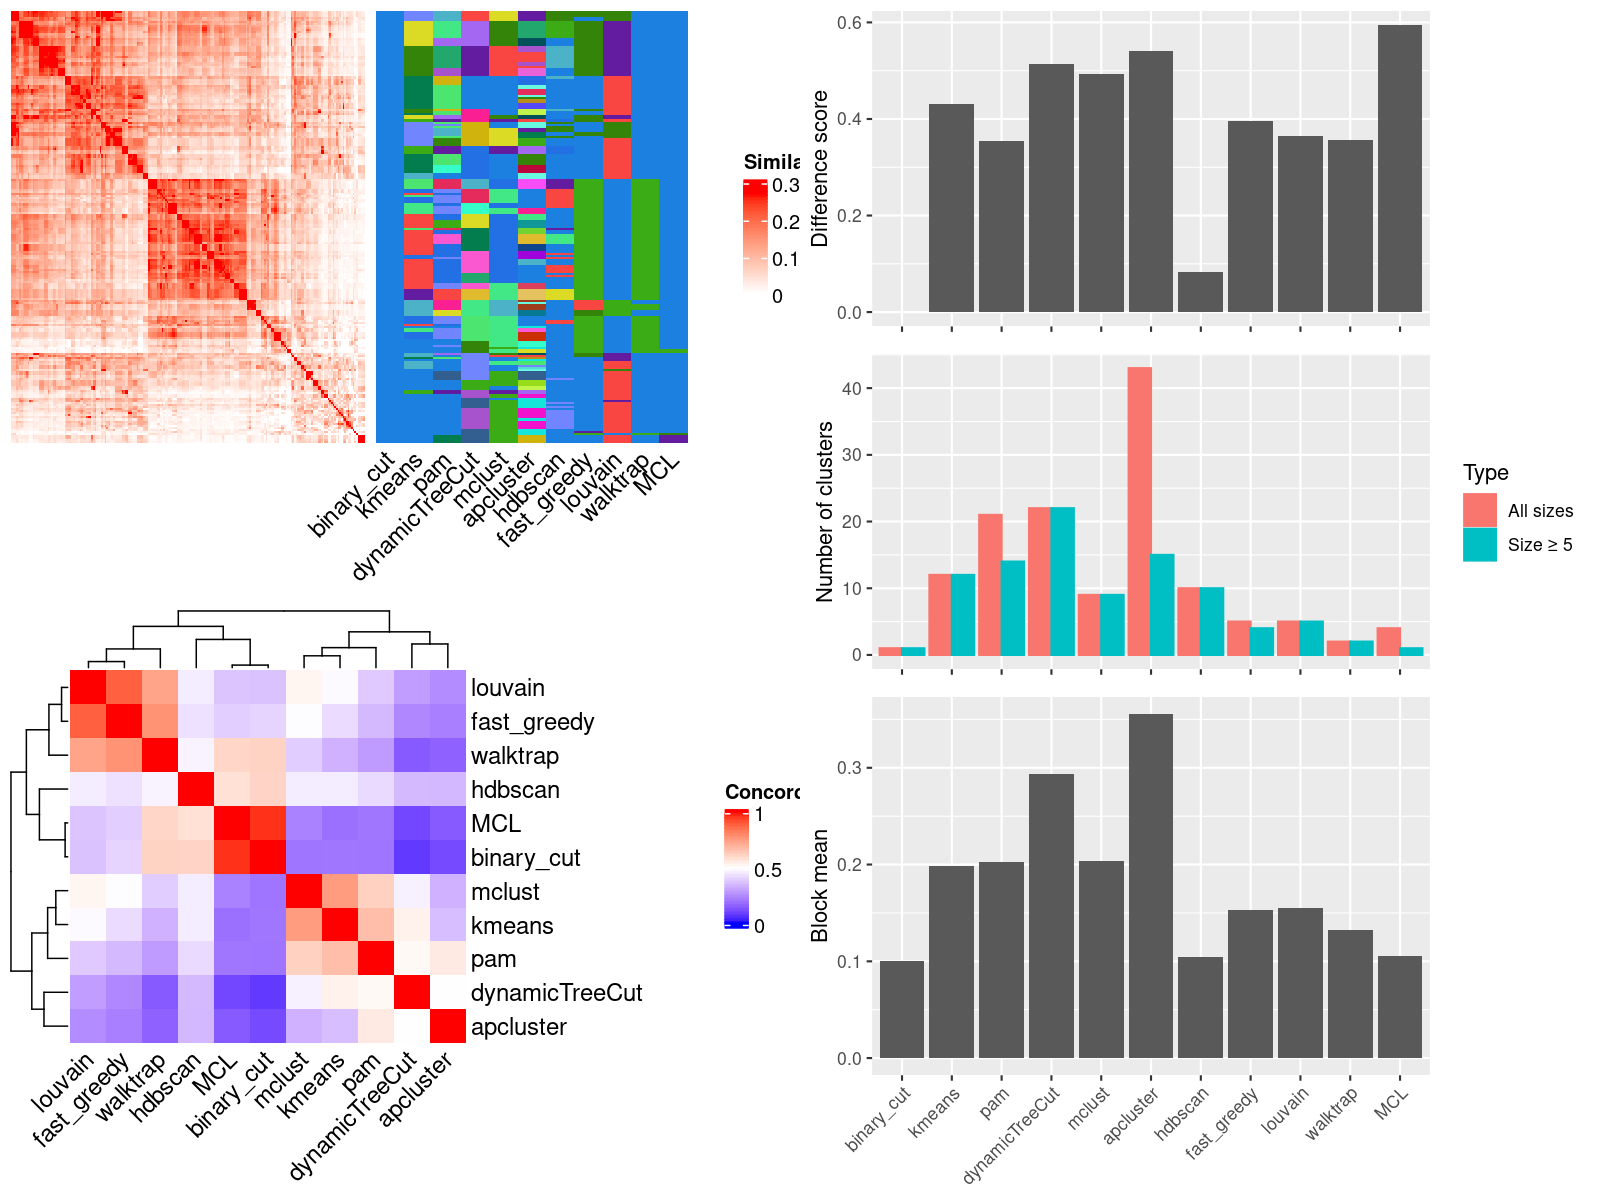 Simila
0.3
0.2
0.1
0
binary_cut
kmeans
pam
dynamicTreeCut
mclust
apcluster
hdbscan
fast_greedy
louvain
walktrap
MCL
louvain
fast_greedy
walktrap
hdbscan
MCL
binary_cut
mclust
kmeans
pam
dynamicTreeCut
apcluster
louvain
fast_greedy
walktrap
hdbscan
MCL
binary_cut
mclust
kmeans
pam
dynamicTreeCut
apcluster
Concord
1
0.5
0
Difference score
0.6
0.4
0.2
0.0
Number of clusters
40
30
20
10
0
Type
All sizes
Size ≥ 5
Block mean
0.3
0.2
0.1
0.0
binary_cut
kmeans
pam
dynamicTreeCut
mclust
apcluster
hdbscan
fast_greedy
louvain
walktrap
MCL